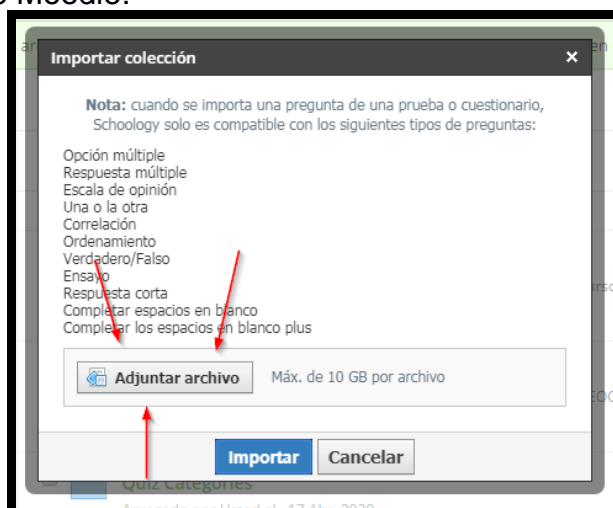 Importar colección
×
Nota: cuando se importa una pregunta de una prueba o cuestionario,
Schoology solo es compatible con los siguientes tipos de preguntas:
Opción múltiple
Respuesta múltiple
Escala de opinión
Una o la otra
Correlación
Ordenamiento
Verdadero/Falso
Ensayo
Respuesta corta
Completar espacios en blanco
Completar los espacios en blanco plus
Adjuntar archivo Máx. de 10 GB por archivo
Importar Cancelar
Quiz Categories